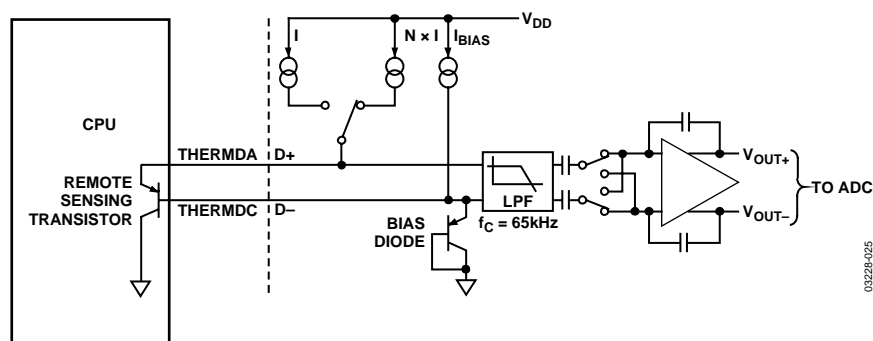 V_DD
I
N × I
I_BIAS
CPU
THERMDA
D+
REMOTE
SENSING
TRANSISTOR
THERMDC
D–
BIAS
DIODE
LPF
f_C = 65kHz
V_OUT+
TO ADC
V_OUT–
03228-025